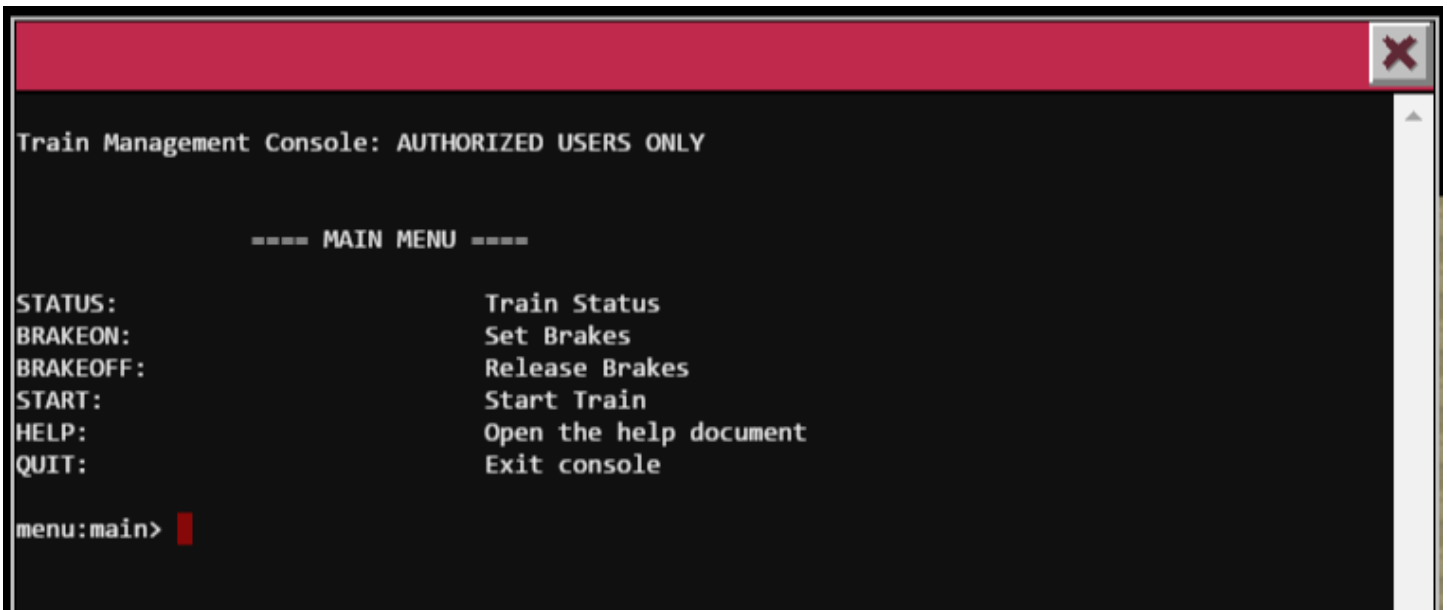 Train Management Console: AUTHORIZED USERS ONLY
==== MAIN MENU ====
STATUS: Train Status
BRAKEON: Set Brakes
BRAKEOFF: Release Brakes
START: Start Train
HELP: Open the help document
QUIT: Exit console
menu:main>